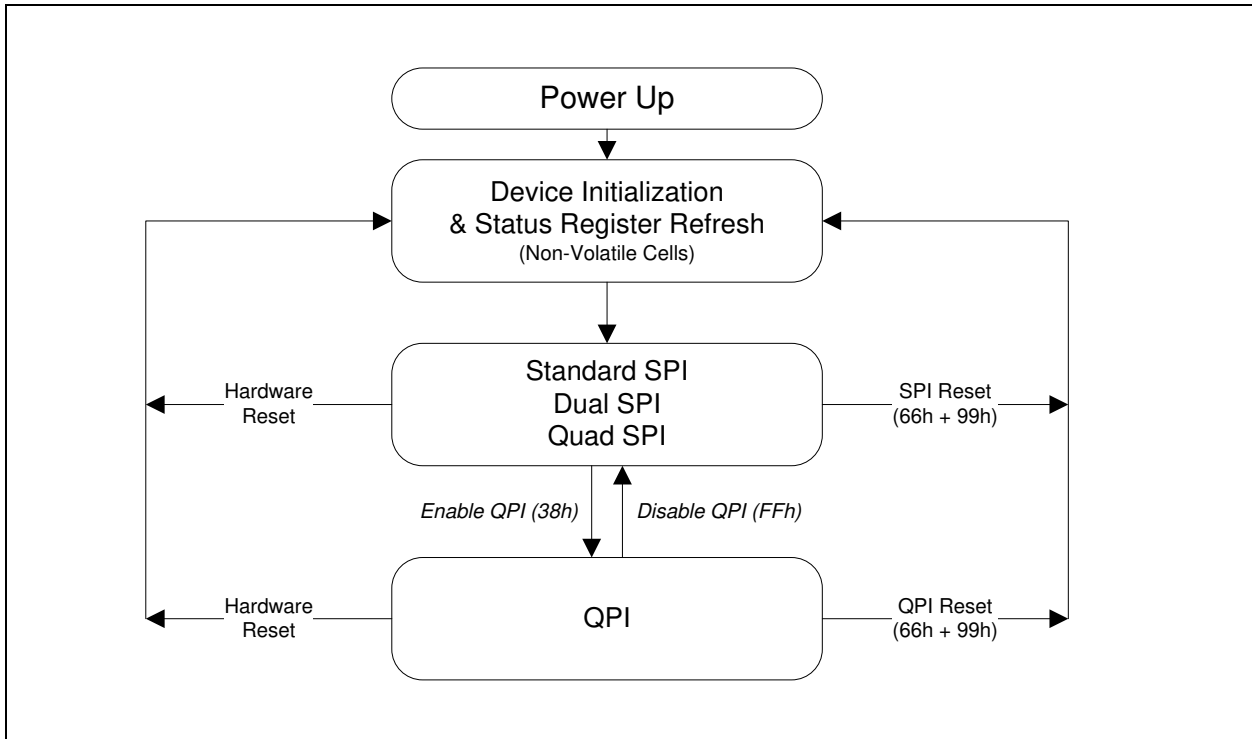 Power Up
Device Initialization
& Status Register Refresh
(Non-Volatile Cells)
Standard SPI
Dual SPI
Quad SPI
Hardware
Reset
SPI Reset
(66h + 99h)
Enable QPI (38h)
Disable QPI (FFh)
QPI
Hardware
Reset
QPI Reset
(66h + 99h)